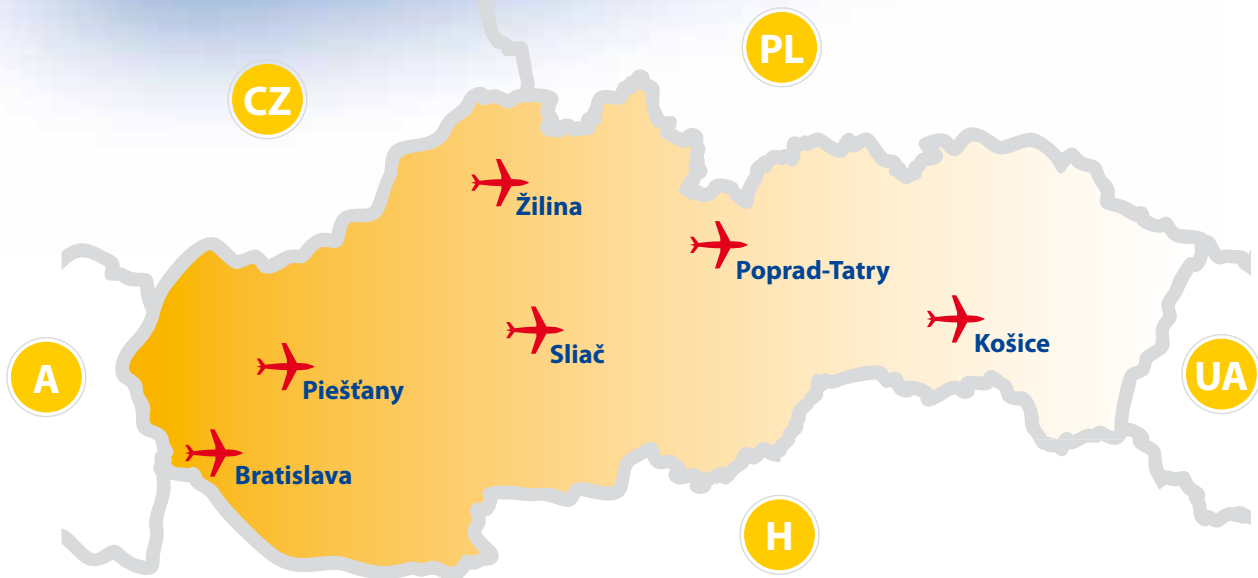 PL
CZ
Žilina
Poprad-Tatry
Košice
Sliač
A
UA
Piešťany
Bratislava
H